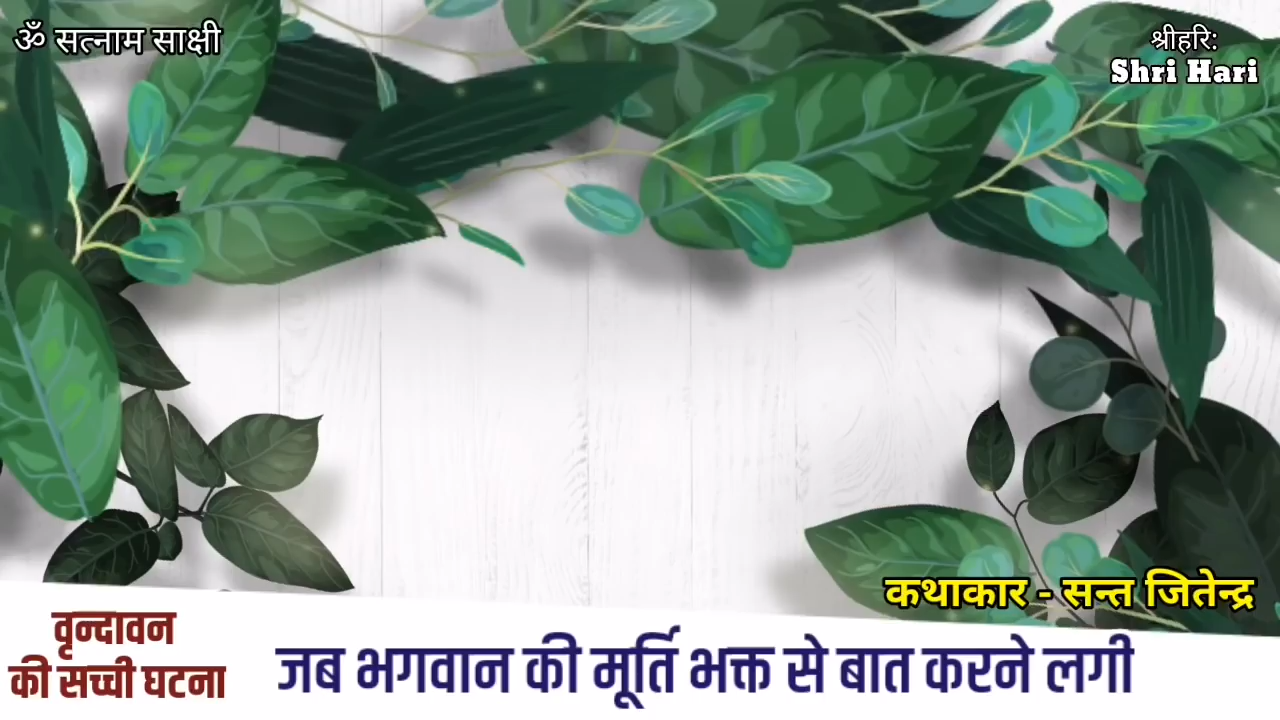 ॐ सत्नाम साक्षी
श्रीहरि:
Shri Hari
कथाकार - सन्त जितेन्द्र
वृन्दावन
की सच्ची घटना
जब भगवान की मूर्ति भक्त से बात करने लगी